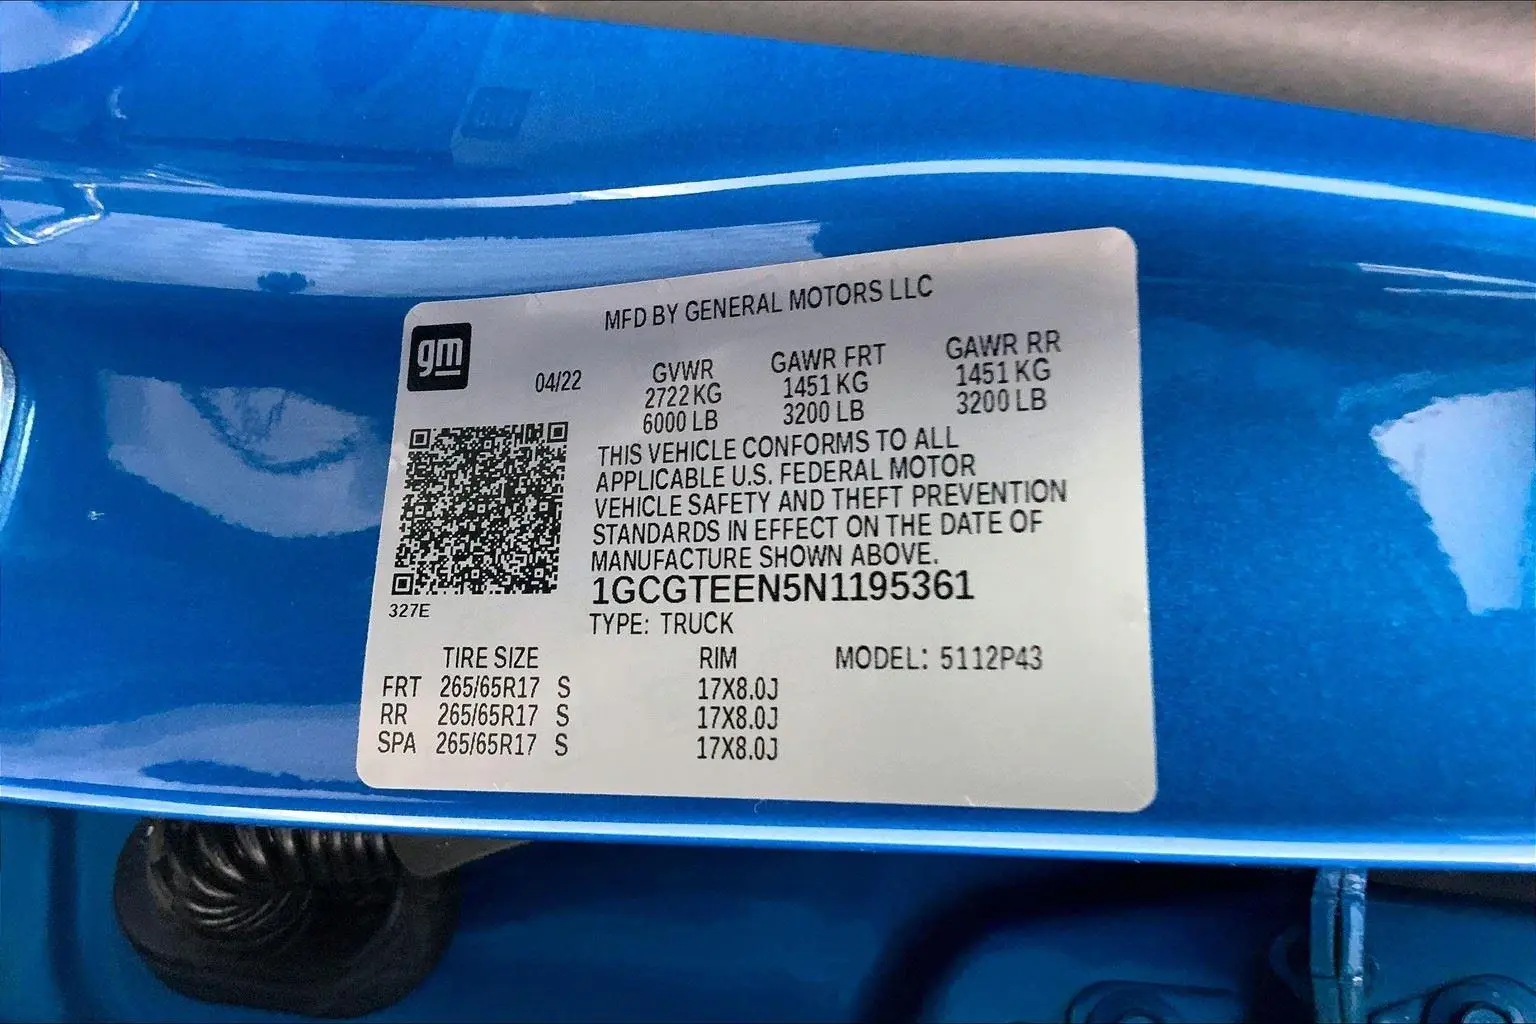 MFD BY GENERAL MOTORS LLC
gm
04/22
GVWR GAWR FRT GAWR RR
2722 KG 1451 KG 1451 KG
6000 LB 3200 LB 3200 LB
THIS VEHICLE CONFORMS TO ALL
APPLICABLE U.S. FEDERAL MOTOR
VEHICLE SAFETY AND THEFT PREVENTION
STANDARDS IN EFFECT ON THE DATE OF
MANUFACTURE SHOWN ABOVE.
1GCGTEEN5N1195361
327E
TYPE: TRUCK
TIRE SIZE RIM MODEL: 5112P43
FRT 265/65R17 S 17X8.0J
RR 265/65R17 S 17X8.0J
SPA 265/65R17 S 17X8.0J